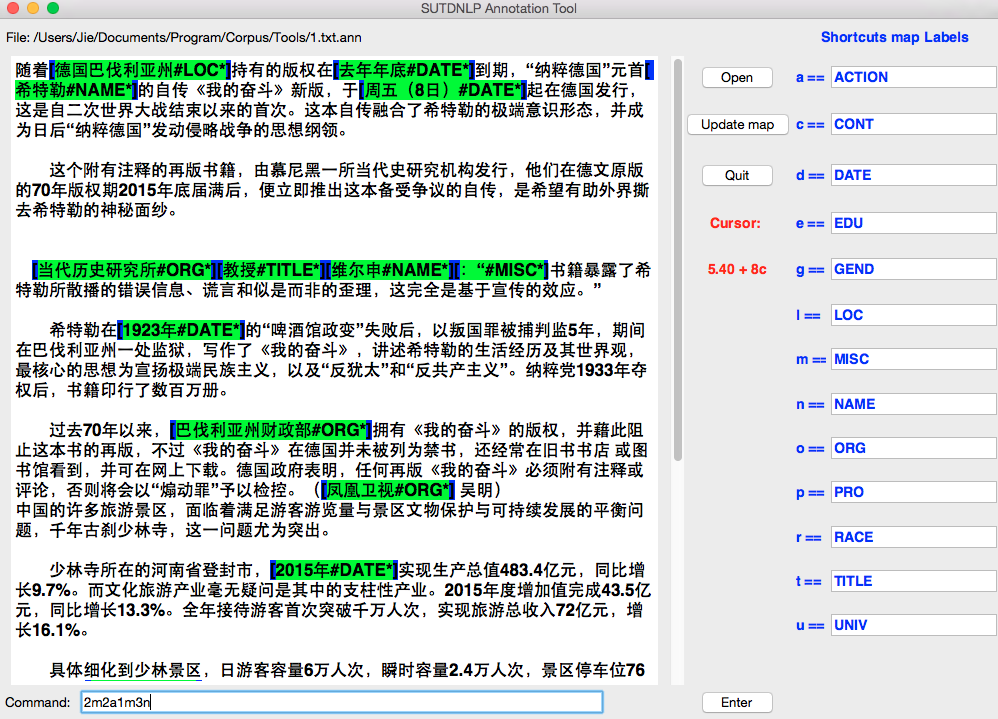 SUTDNLP Annotation Tool
File: /Users/Jie/Documents/Program/Corpus/Tools/1.txt.ann
Shortcuts map Labels
随着[德国巴伐利亚州#LOC*]持有的版权在[去年年底#DATE*]到期，“纳粹德国”元首[
希特勒#NAME*]的自传《我的奋斗》新版，于[周五（8日）#DATE*]起在德国发行，
这是自二次世界大战结束以来的首次。这本自传融合了希特勒的极端意识形态，并成
为日后“纳粹德国”发动侵略战争的思想纲领。
这个附有注释的再版书籍，由慕尼黑一所当代史研究机构发行，他们在德文原版
的70年版权期2015年底届满后，便立即推出这本备受争议的自传，是希望有助外界撕
去希特勒的神秘面纱。
[当代历史研究所#ORG*][教授#TITLE*][维尔申#NAME*][：“#MISC*]书籍暴露了希
特勒所散播的错误信息、谎言和似是而非的歪理，这完全是基于宣传的效应。”
希特勒在[1923年#DATE*]的“啤酒馆政变”失败后，以叛国罪被捕判监5年，期间
在巴伐利亚州一处监狱，写作了《我的奋斗》，讲述希特勒的生活经历及其世界观，
最核心的思想为宣扬极端民族主义，以及“反犹太”和“反共产主义”。纳粹党1933年夺
权后，书籍印行了数百万册。
过去70年以来，[巴伐利亚州财政部#ORG*]拥有《我的奋斗》的版权，并藉此阻
止这本书的再版，不过《我的奋斗》在德国并未被列为禁书，还经常在旧书书店 或图
书馆看到，并可在网上下载。德国政府表明，任何再版《我的奋斗》必须附有注释或
评论，否则将会以“煽动罪”予以检控。（[凤凰卫视#ORG*] 吴明）
中国的许多旅游景区，面临着满足游客游览量与景区文物保护与可持续发展的平衡问
题，千年古刹少林寺，这一问题尤为突出。
少林寺所在的河南省登封市，[2015年#DATE*]实现生产总值483.4亿元，同比增
长9.7%。而文化旅游产业毫无疑问是其中的支柱性产业。2015年度增加值完成43.5亿
元，同比增长13.3%。全年接待游客首次突破千万人次，实现旅游总收入72亿元，增
长16.1%。
具体细化到少林景区，日游客容量6万人次，瞬时容量2.4万人次，景区停车位76
Open
Update map
Quit
Cursor:
5.40 + 8c
a == ACTION
c == CONT
d == DATE
e == EDU
g == GEND
l == LOC
m == MISC
n == NAME
o == ORG
p == PRO
r == RACE
t == TITLE
u == UNIV
Command: 2m2a1m3n
Enter